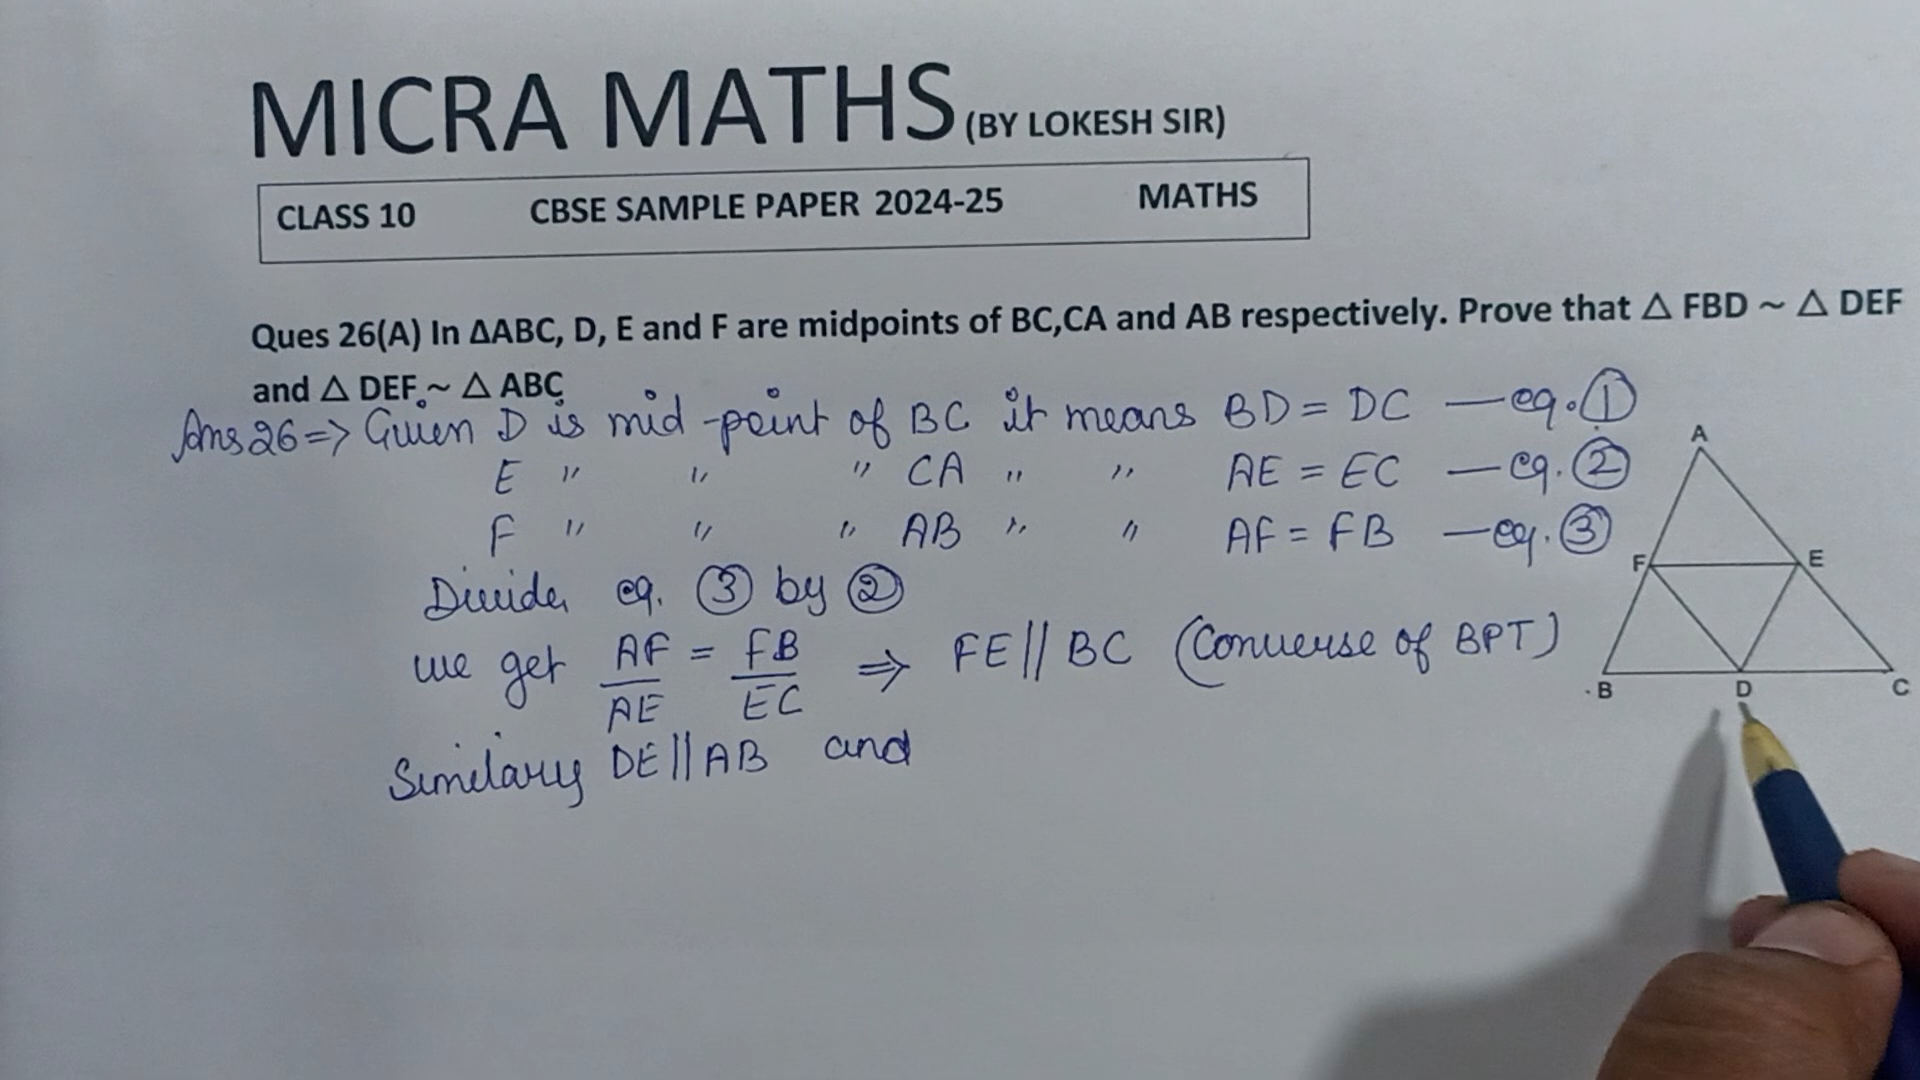 MICRA MATHS (BY LOKESH SIR)
CLASS 10 CBSE SAMPLE PAPER 2024-25 MATHS
Ques 26(A) In ΔABC, D, E and F are midpoints of BC,CA and AB respectively. Prove that △ FBD ~ △ DEF
and △ DEF ~ △ ABC
Ans 26 => Given D is mid-point of BC it means BD = DC — eq. ①
E " " " CA " " AE = EC — eq. ②
F " " " AB " " AF = FB — eq. ③
Divide eq. ③ by ②
we get AF/AE = FB/EC ⇒ FE || BC (Converse of BPT)
Similary DE || AB and
A
F E
B D C